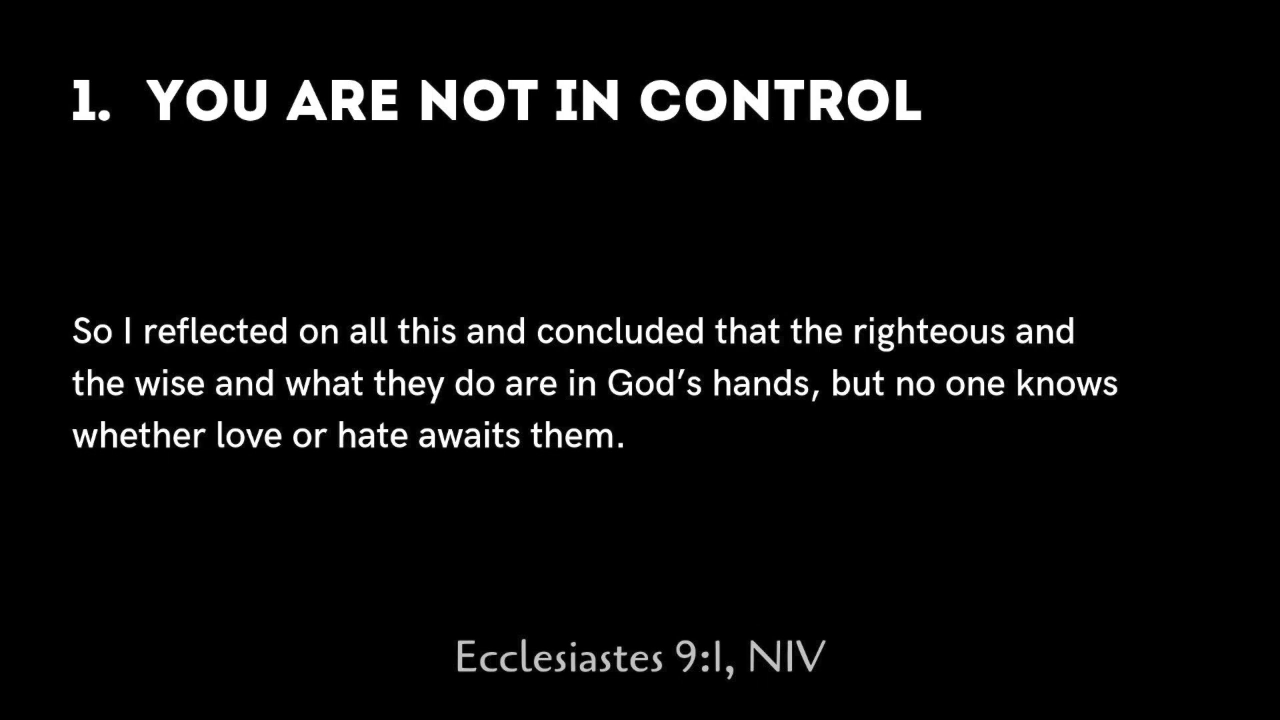 1. YOU ARE NOT IN CONTROL
So I reflected on all this and concluded that the righteous and
the wise and what they do are in God’s hands, but no one knows
whether love or hate awaits them.
Ecclesiastes 9:1, NIV